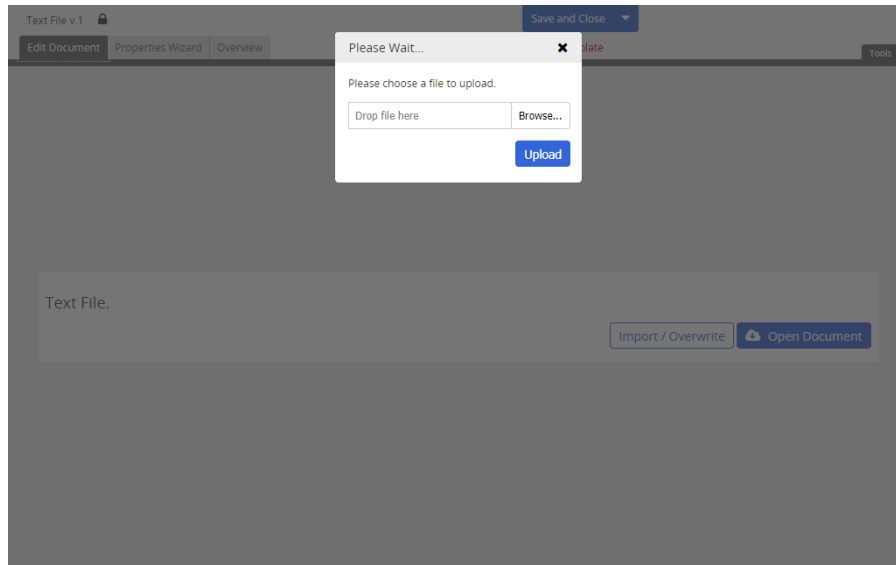 Text File v.1
Save and Close
Edit Document Properties Wizard Overview
plate
Tools
Please Wait...
Please choose a file to upload.
Drop file here Browse...
Upload
Text File.
Import / Overwrite Open Document